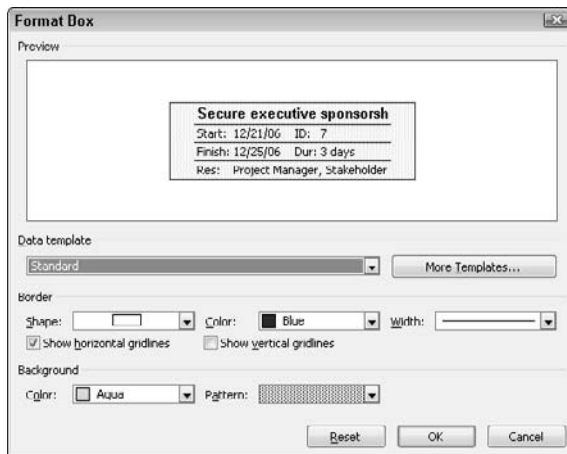 Format Dox
Preview
Secure executive sponsorsh
Start: 12/21/06 ID: 7
Finish: 12/25/06 Dur: 3 days
Res: Project Manager, Stakeholder
Data template
Standard
More Templates...
Border
Shape: Color: Blue Width:
Show horizontal gridlines Show vertical gridlines
Background
Color: Aqua Pattern:
Reset OK Cancel